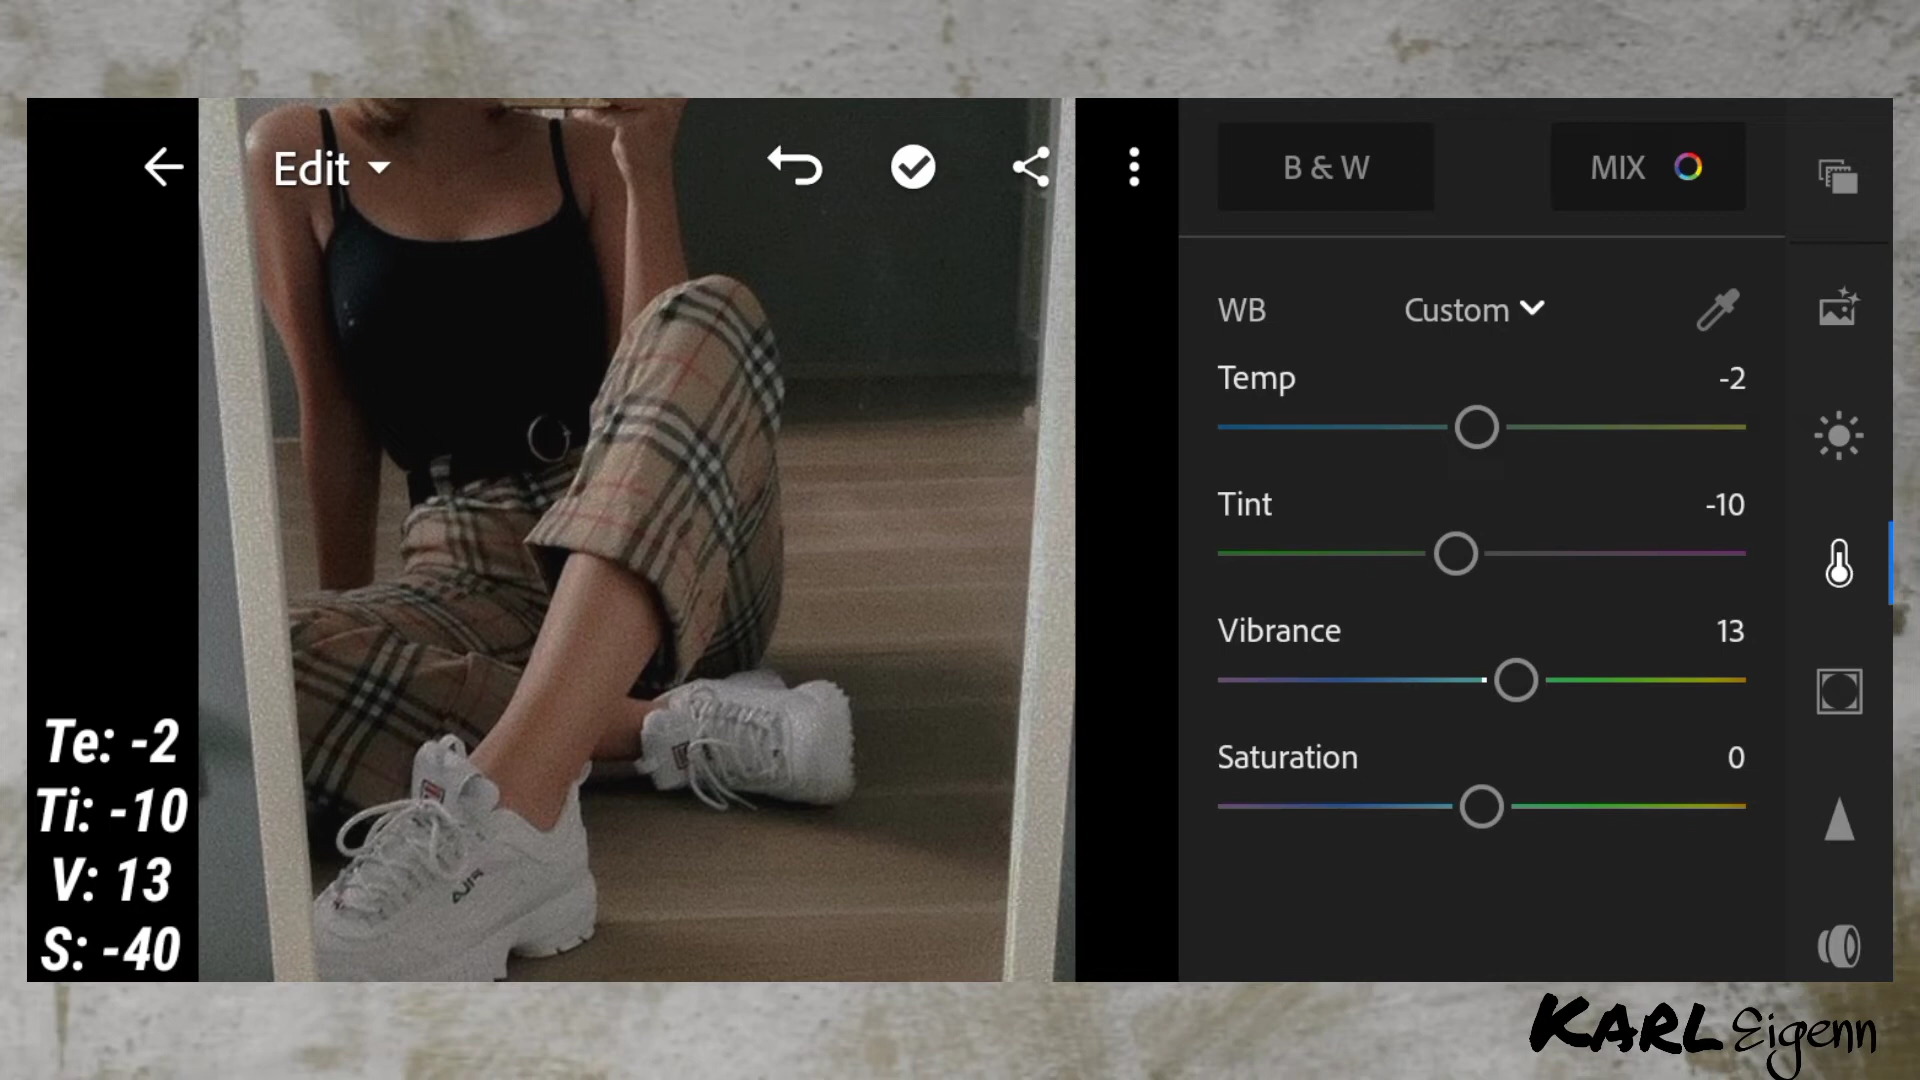 Edit
B & W
MIX
WB
Custom
Temp
-2
Tint
-10
Vibrance
13
Saturation
0
Te: -2
Ti: -10
V: 13
S: -40
KARL Eigenn